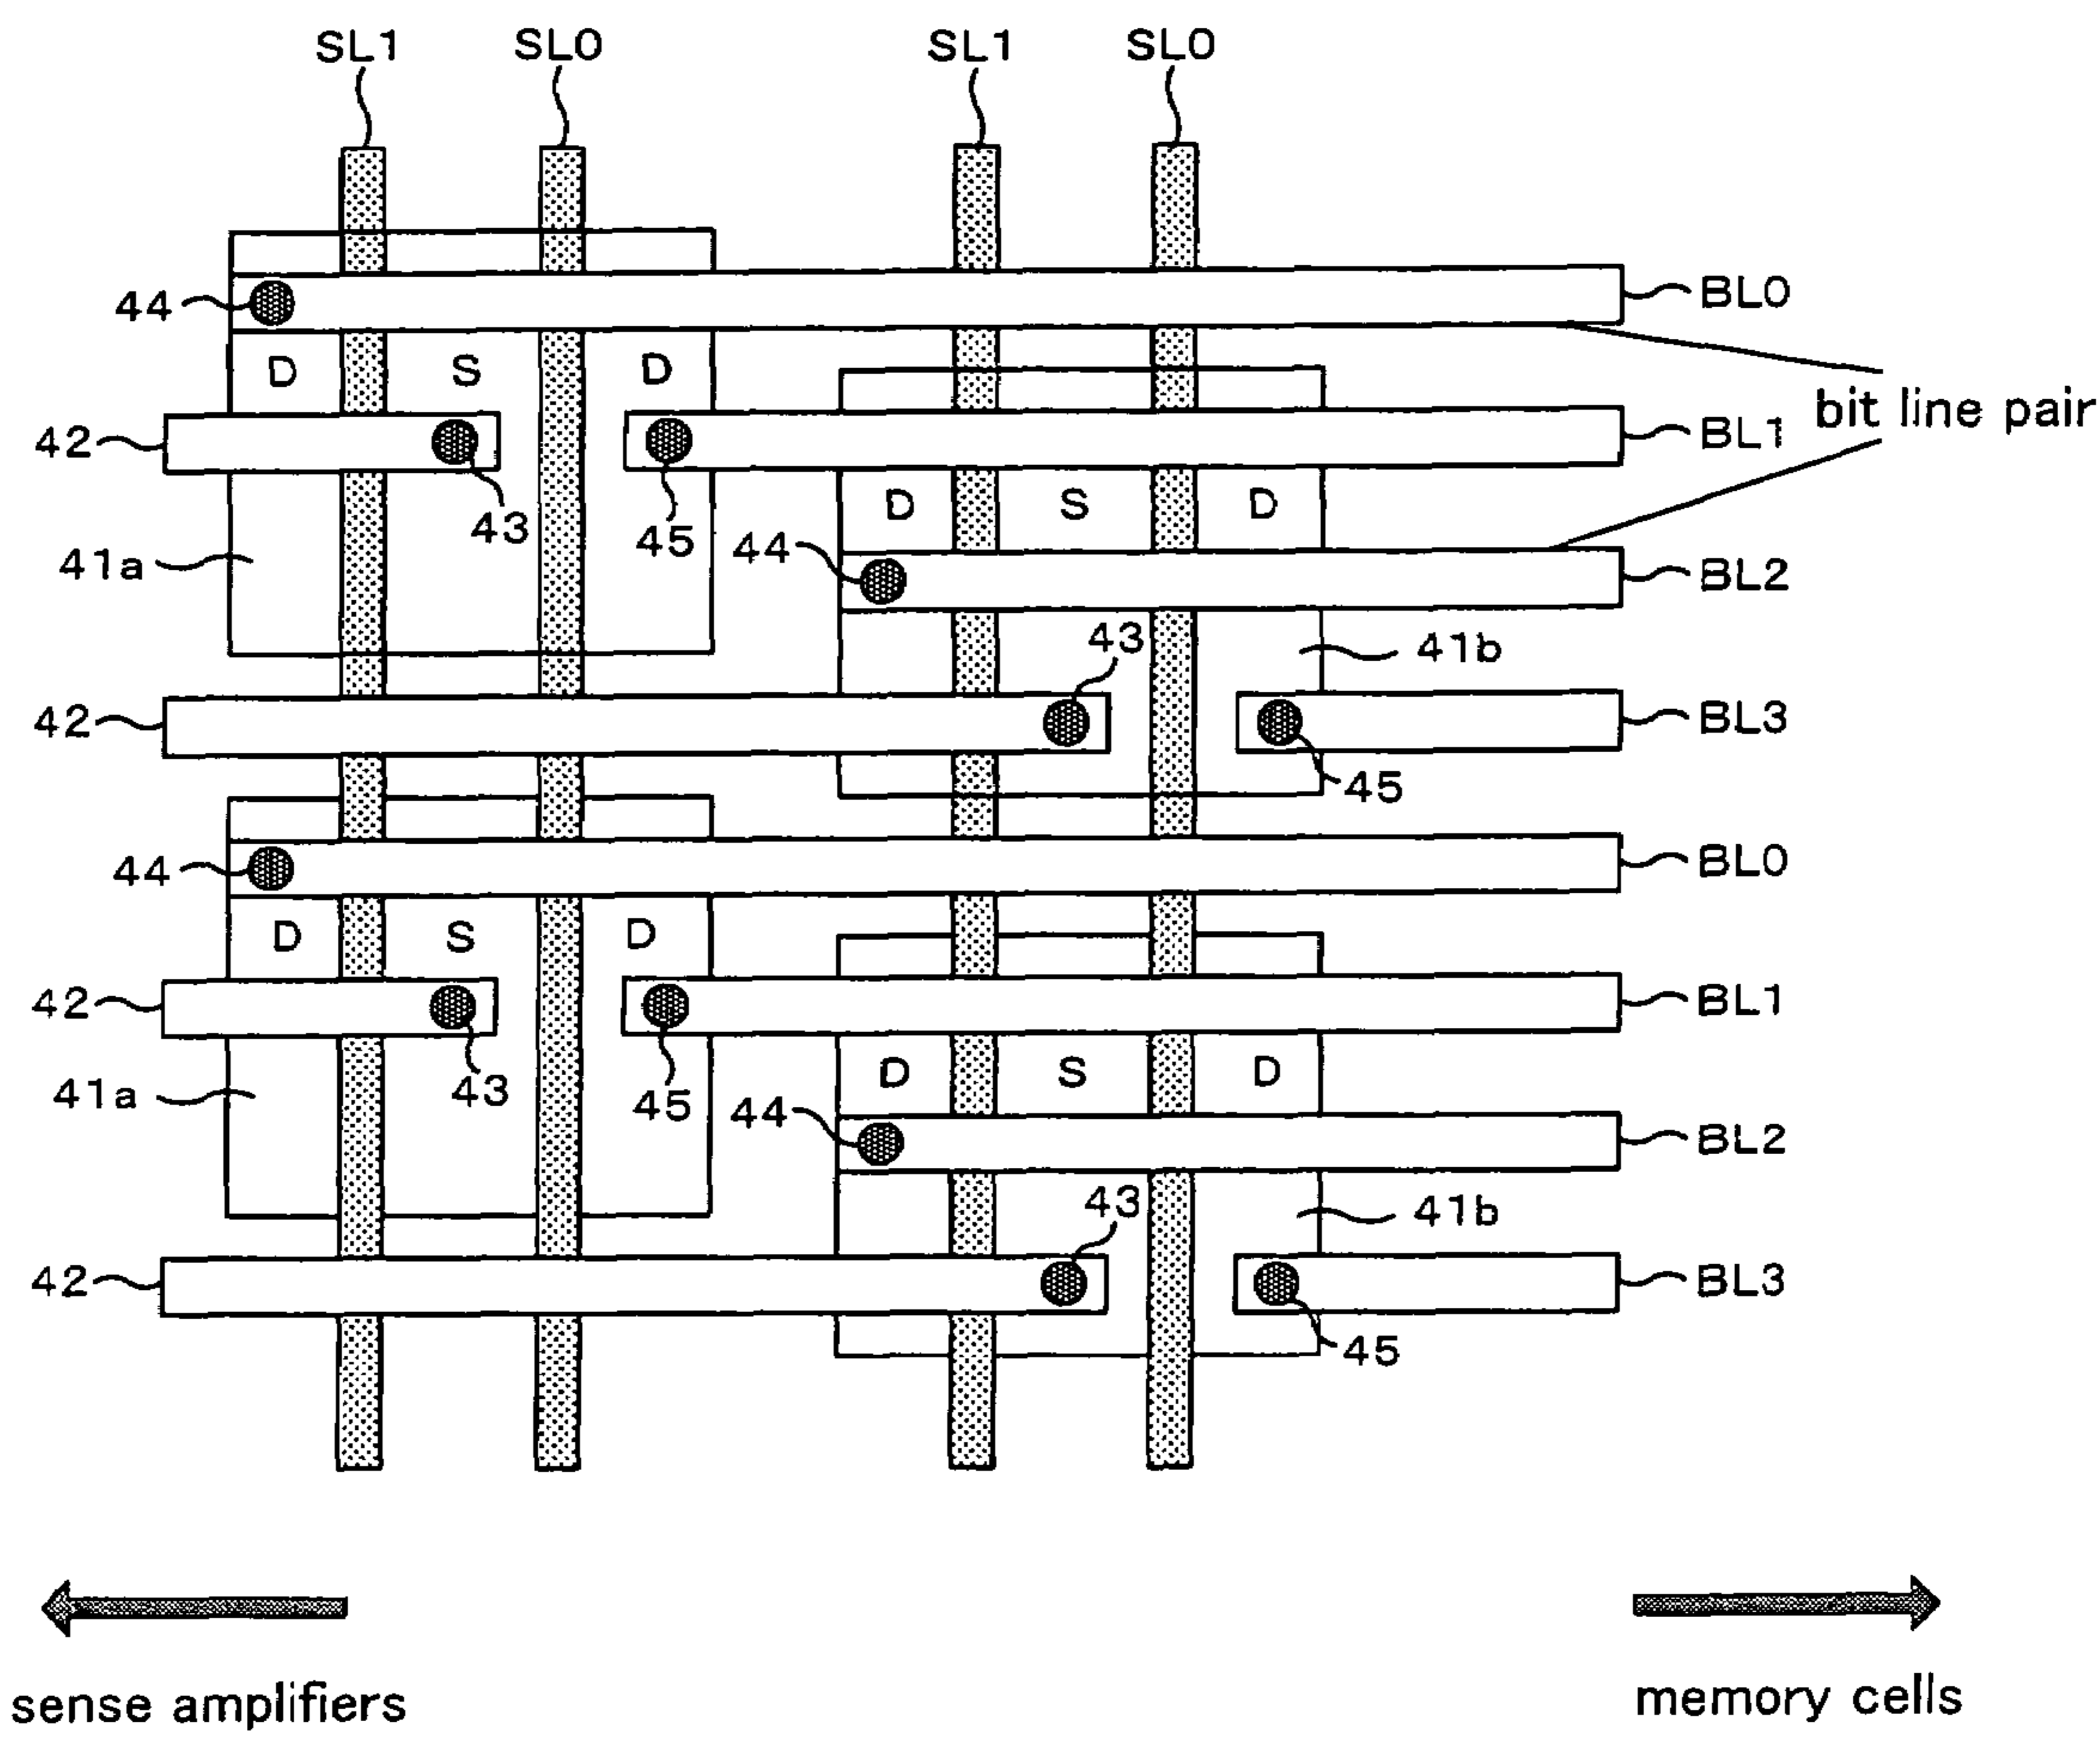 SL1 SL0 SL1 SL0
44 BL0
D S D
bit line pair
42 BL1
43 45 D S D
41a 44 BL2
43 41b
42 BL3
45
44 BL0
D S D
42 BL1
43 45 D S D
41a 44 BL2
43 41b
42 BL3
45
sense amplifiers memory cells